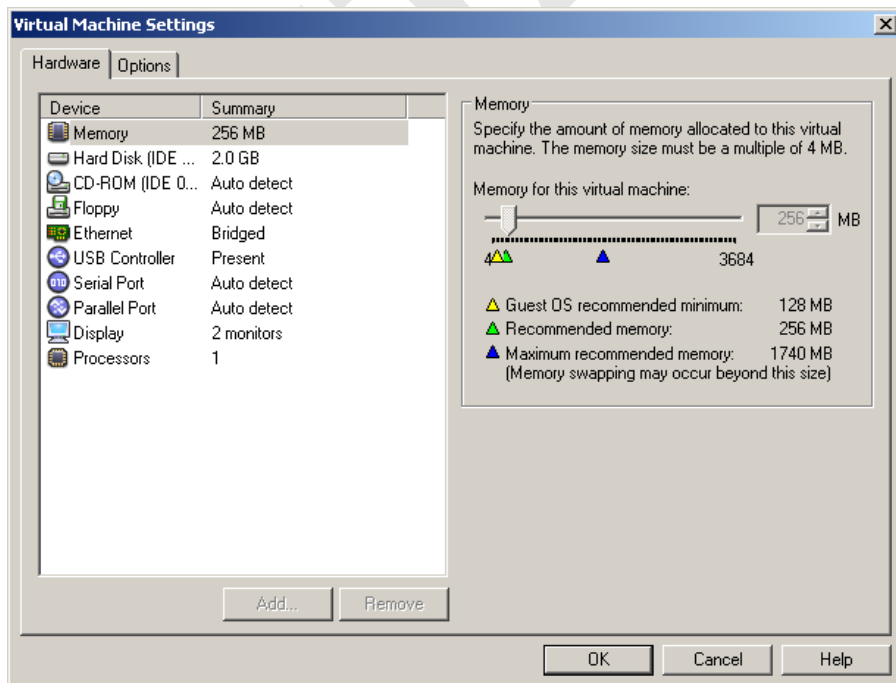 Virtual Machine Settings
Hardware Options
Device Summary
Memory 256 MB
Hard Disk (IDE ... 2.0 GB
CD-ROM (IDE 0... Auto detect
Floppy Auto detect
Ethernet Bridged
USB Controller Present
Serial Port Auto detect
Parallel Port Auto detect
Display 2 monitors
Processors 1
Add... Remove
Memory
Specify the amount of memory allocated to this virtual
machine. The memory size must be a multiple of 4 MB.
Memory for this virtual machine:
256 MB
4 3684
Guest OS recommended minimum: 128 MB
Recommended memory: 256 MB
Maximum recommended memory: 1740 MB
(Memory swapping may occur beyond this size)
OK Cancel Help